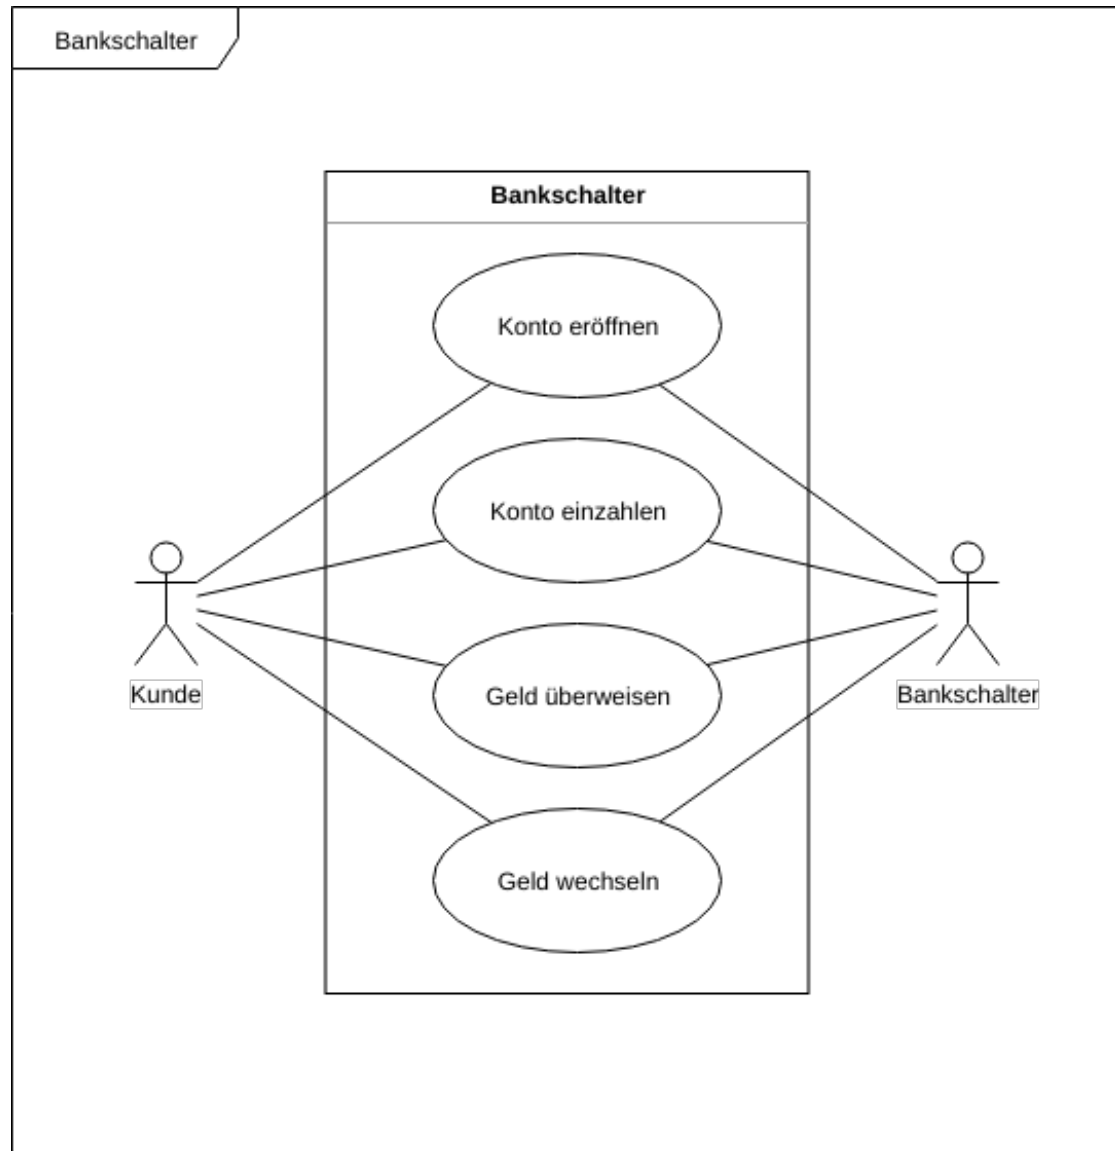 Bankschalter
Bankschalter
Konto eröffnen
Konto einzahlen
Geld überweisen
Kunde
Bankschalter
Geld wechseln